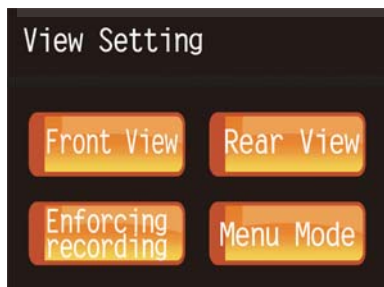 View Setting
Front View
Rear View
Enforcing
recording
Menu Mode